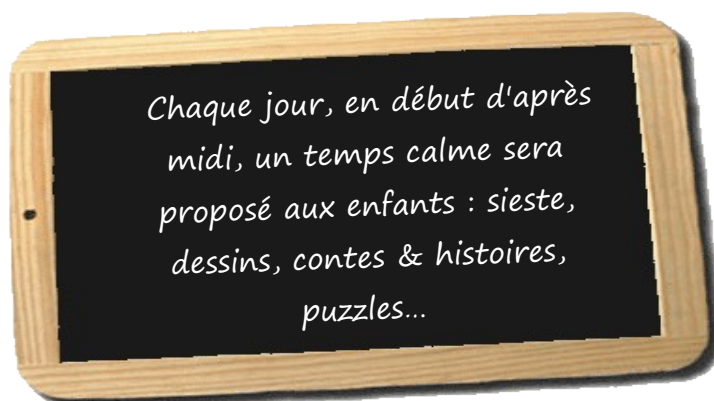 Chaque jour, en début d'après
midi, un temps calme sera
proposé aux enfants : sieste,
dessins, contes & histoires,
puzzles...